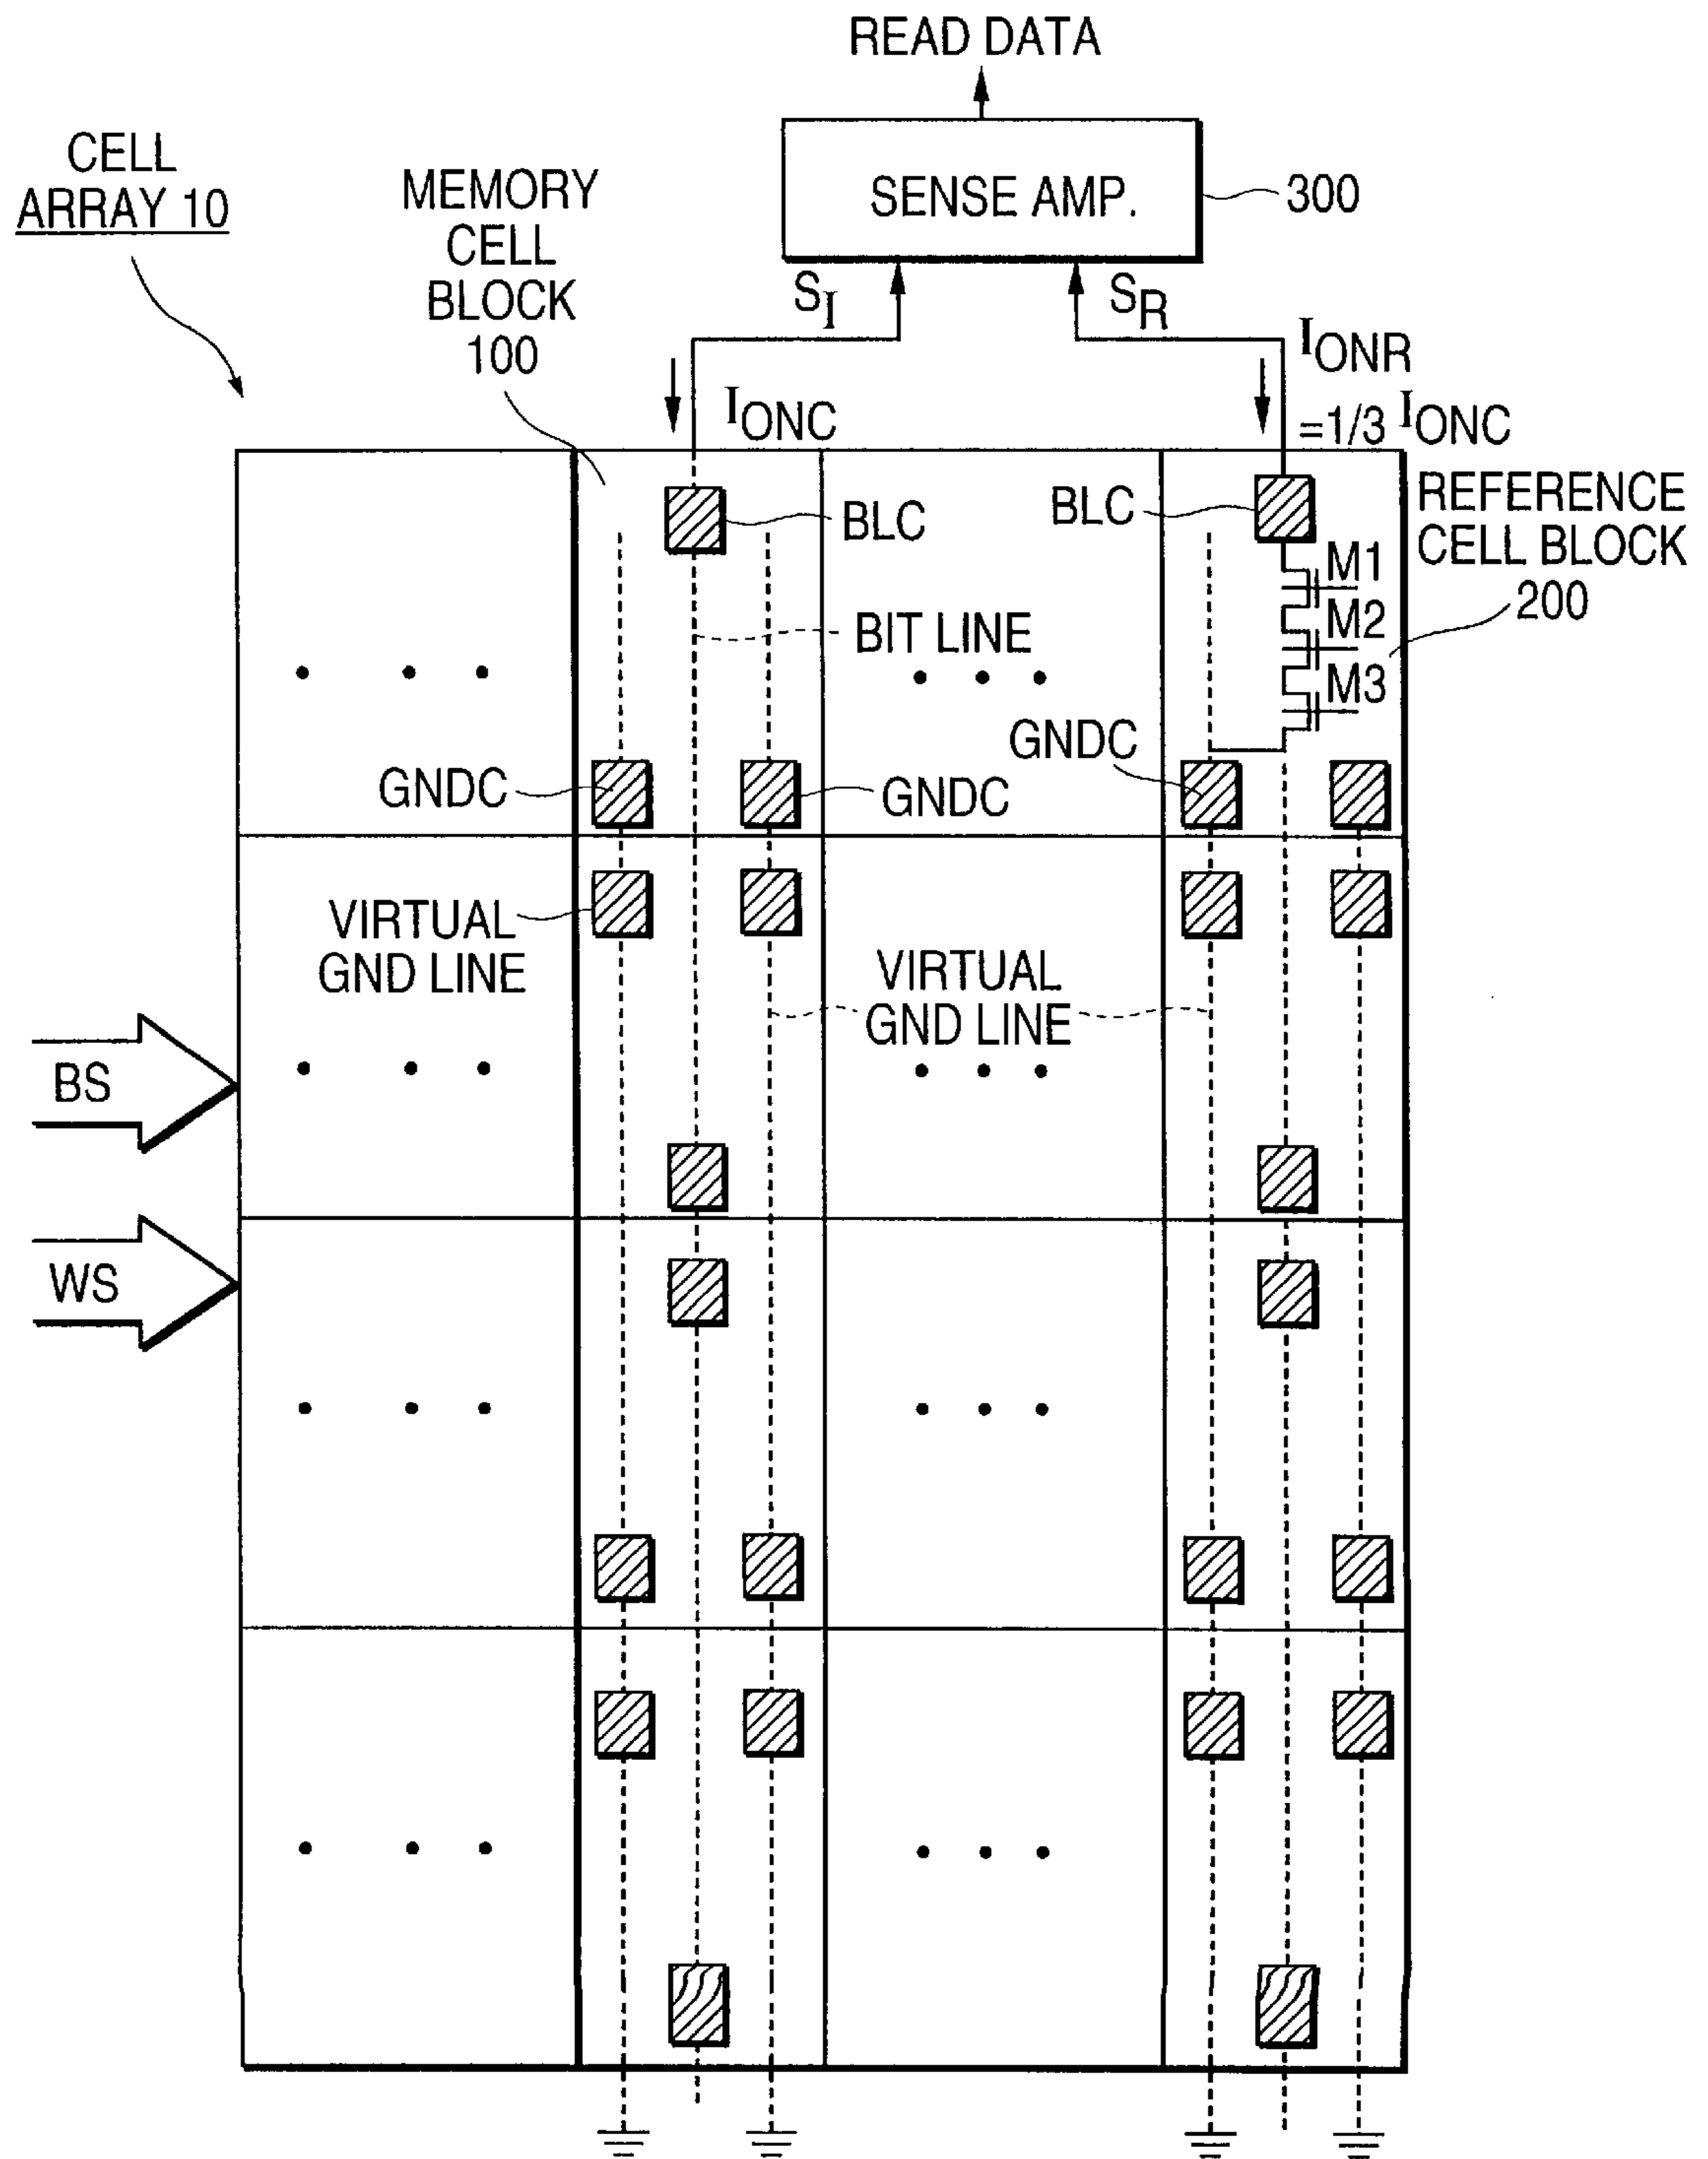 READ DATA
CELL
ARRAY 10
MEMORY
CELL
BLOCK
100
SENSE AMP.
300
SI
SR
IONC
IONR
=1/3 IONC
BLC
BLC
REFERENCE
CELL BLOCK
200
M1
M2
M3
BIT LINE
GNDC
GNDC
GNDC
VIRTUAL
GND LINE
VIRTUAL
GND LINE
BS
WS